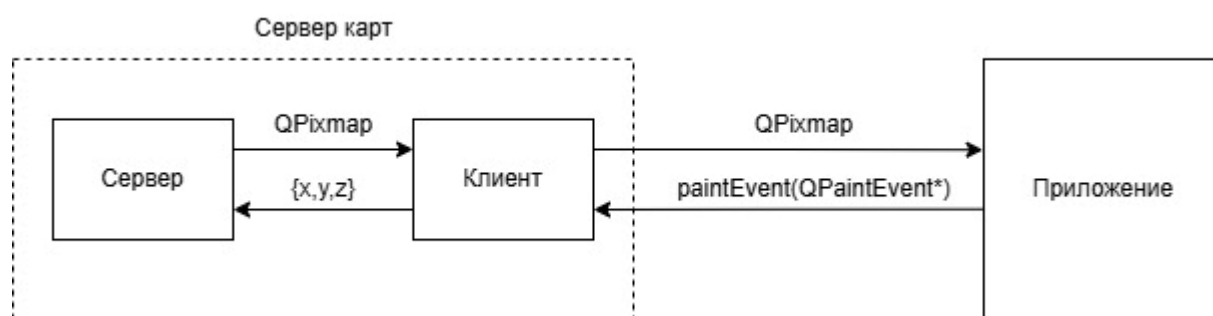 Сервер карт
QPixmap
QPixmap
Сервер
{x,y,z}
Клиент
paintEvent(QPaintEvent*)
Приложение